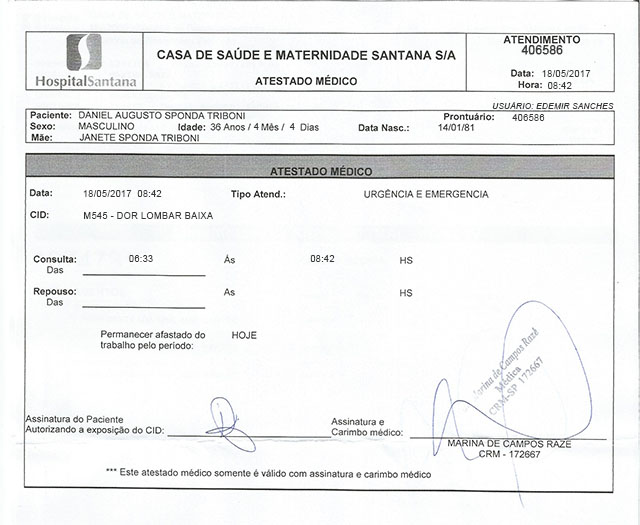 HospitalSantana
CASA DE SAÚDE E MATERNIDADE SANTANA S/A
ATESTADO MÉDICO
ATENDIMENTO
406586
Data: 18/05/2017
Hora: 08:42
USUÁRIO: EDEMIR SANCHES
Paciente: DANIEL AUGUSTO SPONDA TRIBONI Prontuário: 406586
Sexo: MASCULINO Idade: 36 Anos / 4 Mês / 4 Dias Data Nasc.: 14/01/81
Mãe: JANETE SPONDA TRIBONI
ATESTADO MÉDICO
Data: 18/05/2017 08:42 Tipo Atend.: URGÊNCIA E EMERGENCIA
CID: M545 - DOR LOMBAR BAIXA
Consulta: 06:33 Ás 08:42 HS
Das
Repouso: As HS
Das
Permanecer afastado do HOJE
trabalho pelo período:
Marina de Campos Razê
Médica
CRM-SP 172667
Assinatura do Paciente Assinatura e
Autorizando a exposição do CID: Carimbo médico:
MARINA DE CAMPOS RAZE
CRM - 172667
*** Este atestado médico somente é válido com assinatura e carimbo médico